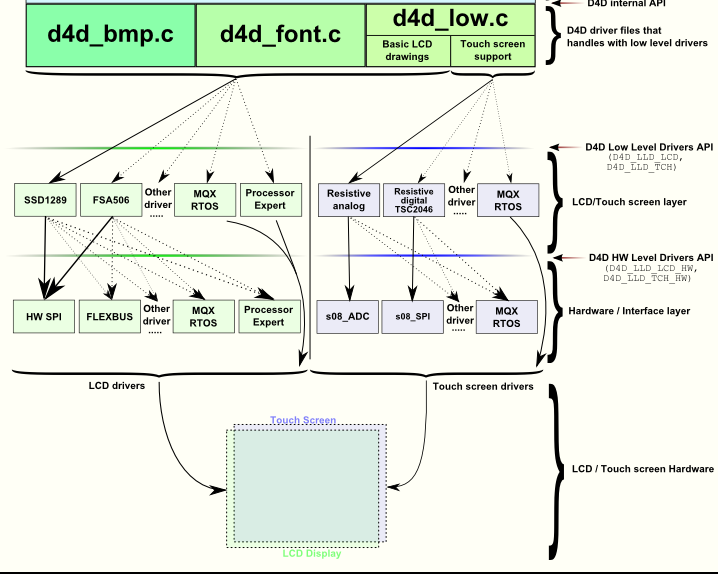 D4D internal API
d4d_bmp.c
d4d_font.c
d4d_low.c
Basic LCD
drawings
Touch screen
support
D4D driver files that
handles with low level drivers
D4D Low Level Drivers API
(D4D_LLD_LCD,
D4D_LLD_TCH)
SSD1289
FSA506
Other
driver
.....
MQX
RTOS
Processor
Expert
Resistive
analog
Resistive
digital
TSC2046
Other
driver
.....
MQX
RTOS
LCD/Touch screen layer
D4D HW Level Drivers API
(D4D_LLD_LCD_HW,
D4D_LLD_TCH_HW)
HW SPI
FLEXBUS
Other
driver
.....
MQX
RTOS
Processor
Expert
s08_ADC
s08_SPI
Other
driver
.....
MQX
RTOS
Hardware / Interface layer
LCD drivers
Touch screen drivers
Touch Screen
LCD Display
LCD / Touch screen Hardware